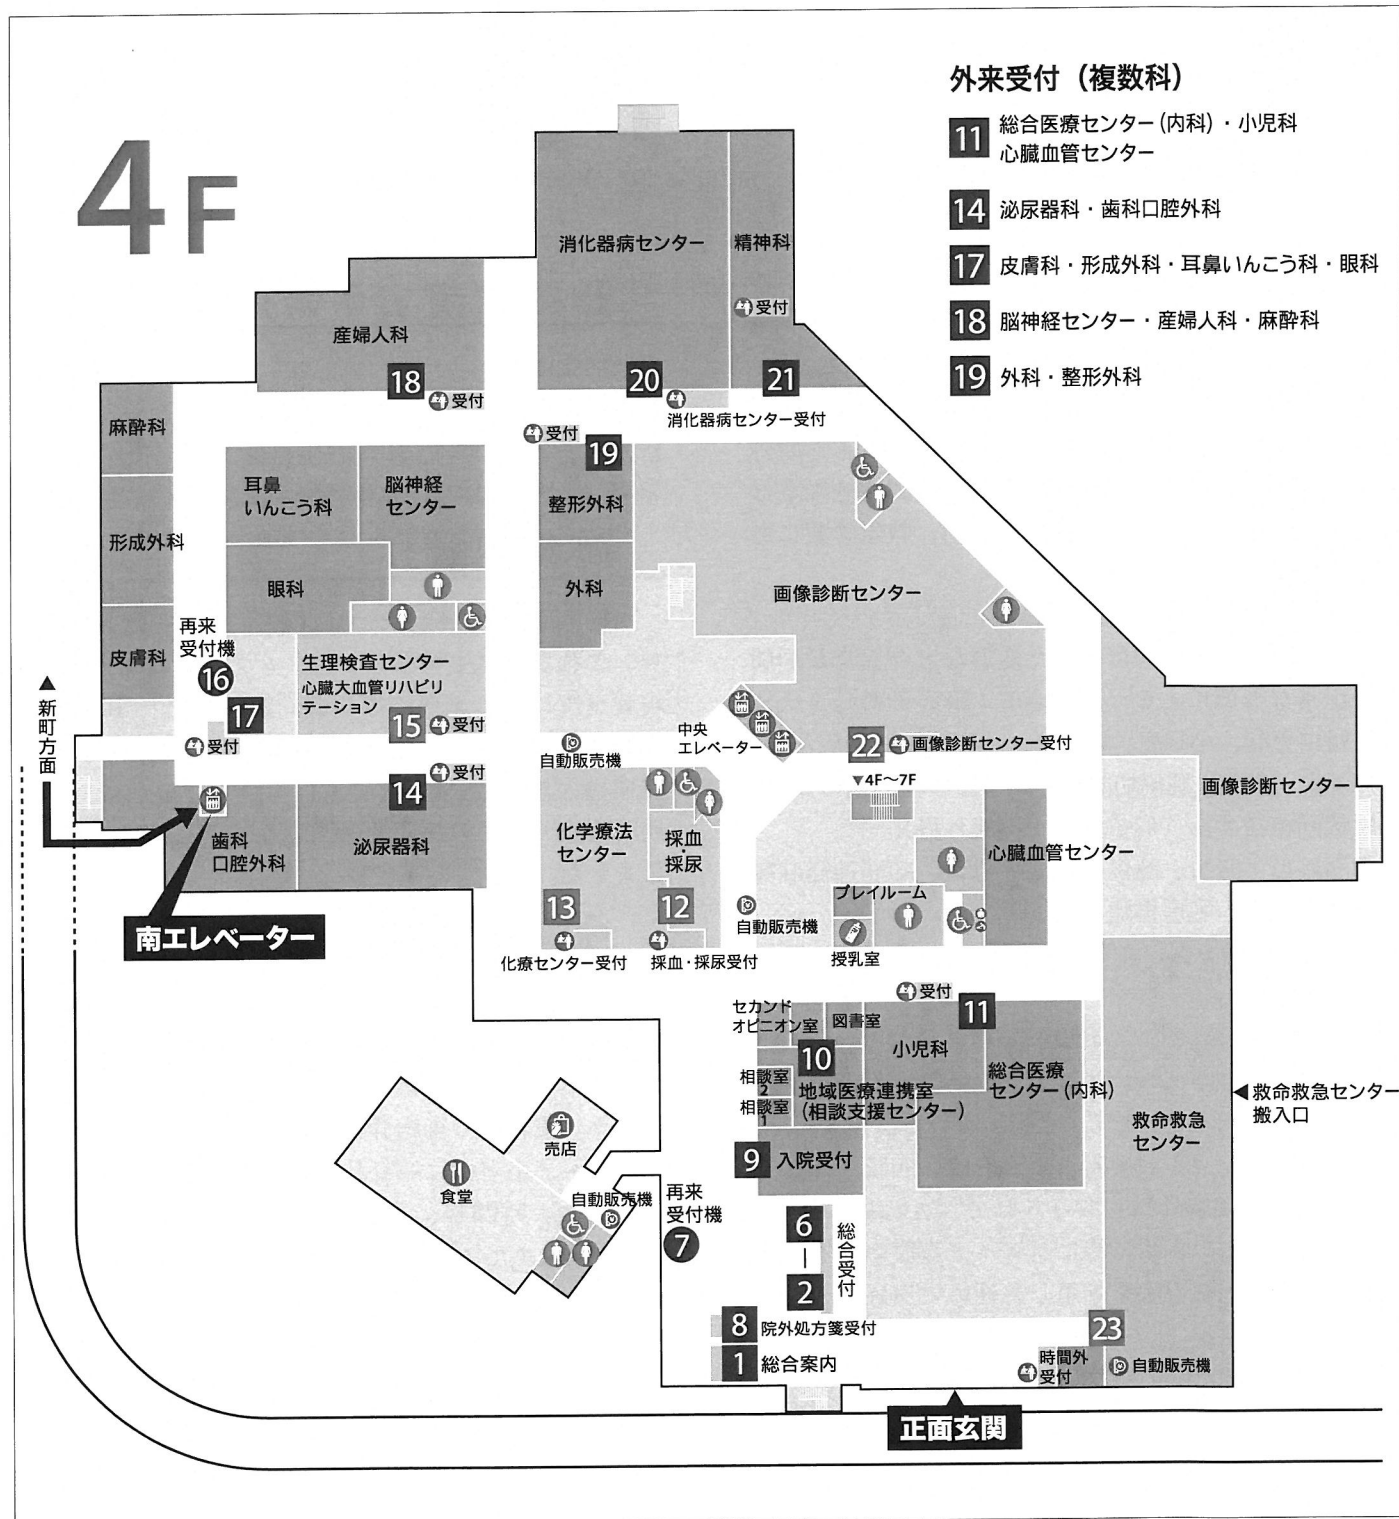 4F
外来受付（複数科）
11
総合医療センター(内科)・小児科
心臓血管センター
14
泌尿器科・歯科口腔外科
17
皮膚科・形成外科・耳鼻いんこう科・眼科
18
脳神経センター・産婦人科・麻酔科
19
外科・整形外科
消化器病センター
精神科
受付
20
21
消化器病センター受付
産婦人科
18
受付
麻酔科
形成外科
皮膚科
耳鼻
いんこう科
脳神経
センター
眼科
受付
19
整形外科
外科
画像診断センター
再来
受付機
16
17
受付
生理検査センター
心臓大血管リハビリ
テーション
15
受付
▲新町方面
14
受付
歯科
口腔外科
泌尿器科
南エレベーター
自動販売機
中央
エレベーター
22
画像診断センター受付
▼4F〜7F
画像診断センター
化学療法
センター
13
化療センター受付
採血
・
採尿
12
採血・採尿受付
自動販売機
プレイルーム
授乳室
心臓血管センター
受付
11
セカンド
オピニオン室
図書室
10
小児科
総合医療
センター(内科)
相談室
2
相談室
1
地域医療連携室
(相談支援センター)
9
入院受付
救命救急
センター
◀救命救急センター
搬入口
売店
食堂
自動販売機
再来
受付機
7
6
|
2
総合受付
8
院外処方箋受付
1
総合案内
23
時間外
受付
自動販売機
正面玄関